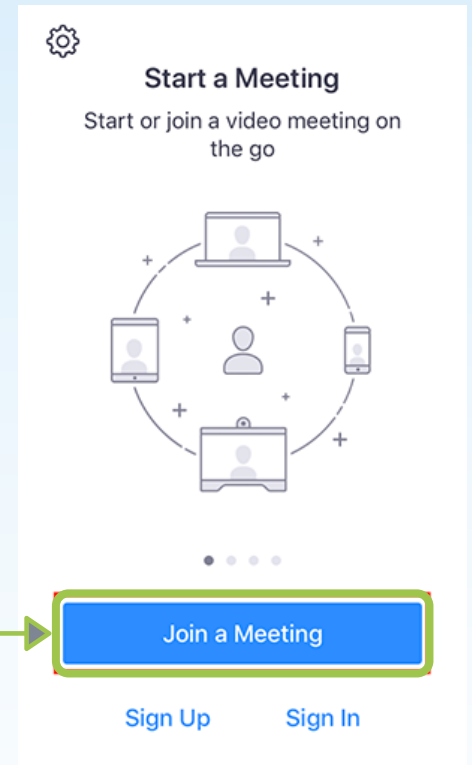 Start a Meeting
Start or join a video meeting on
the go
Join a Meeting
Sign Up Sign In